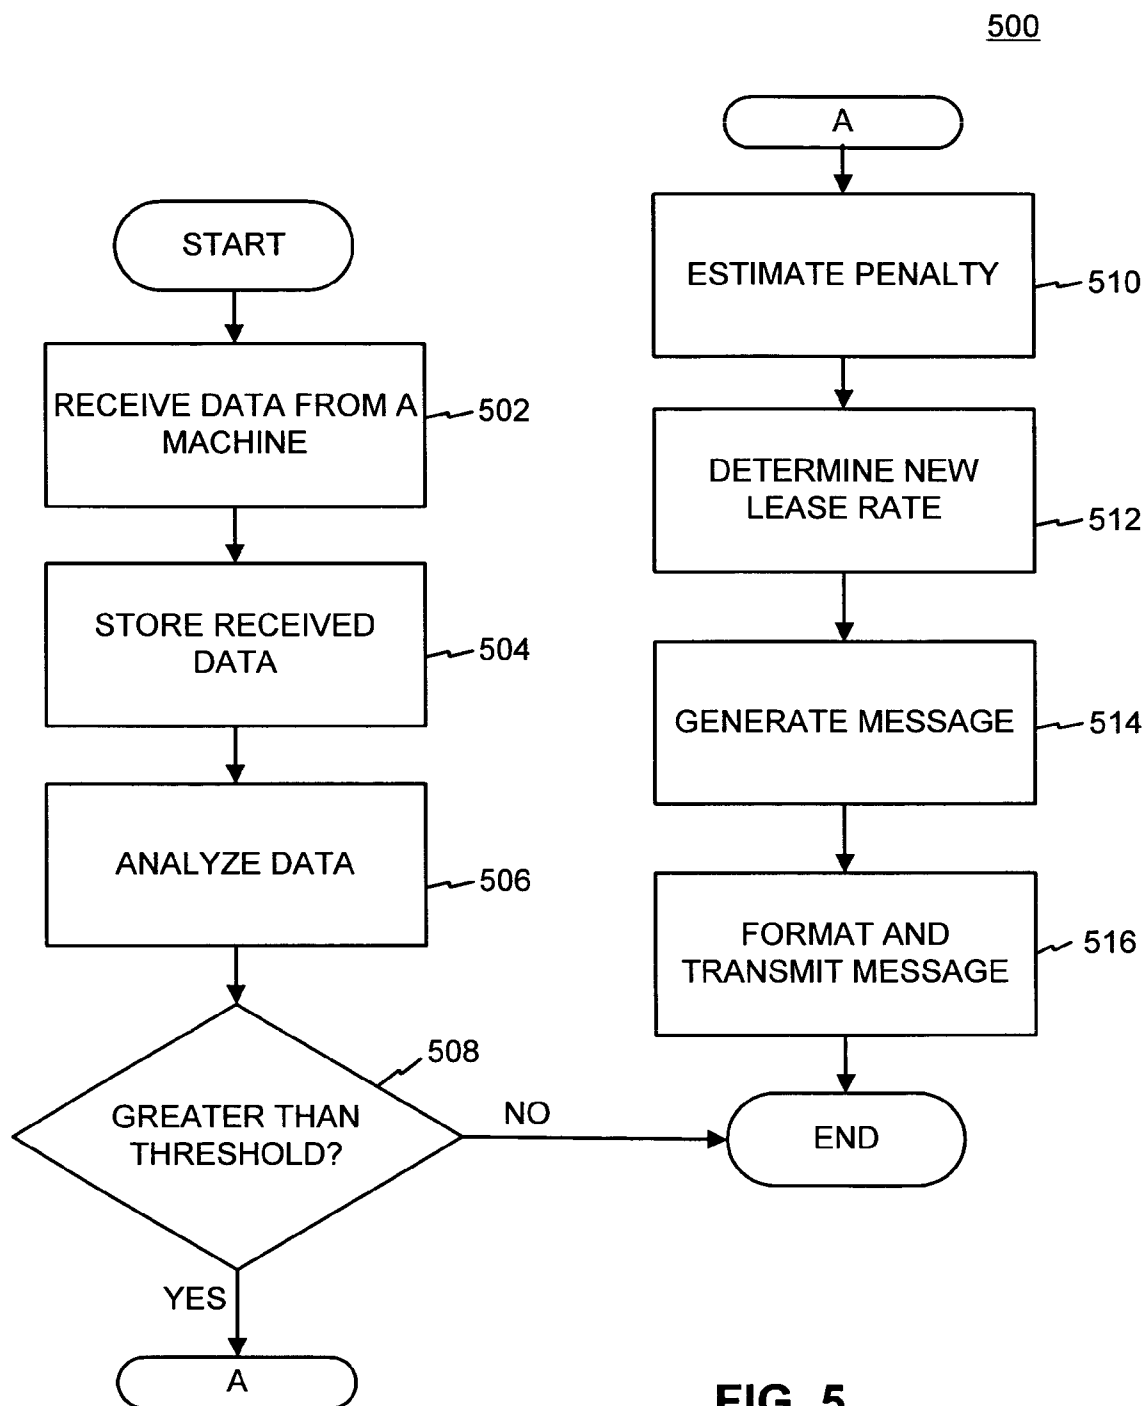 500
START
RECEIVE DATA FROM A
MACHINE
502
STORE RECEIVED
DATA
504
ANALYZE DATA
506
GREATER THAN
THRESHOLD?
508
NO
YES
A
A
ESTIMATE PENALTY
510
DETERMINE NEW
LEASE RATE
512
GENERATE MESSAGE
514
FORMAT AND
TRANSMIT MESSAGE
516
END
FIG. 5